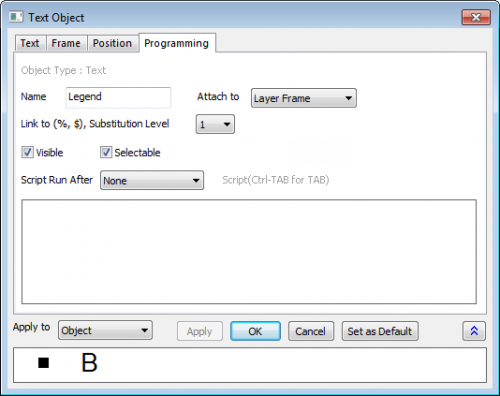 Text Object
Text Frame Position Programming
Object Type : Text
Name Legend Attach to Layer Frame
Link to (%, $), Substitution Level 1
Visible Selectable
Script Run After None Script(Ctrl-TAB for TAB)
Apply to Object Apply OK Cancel Set as Default
B